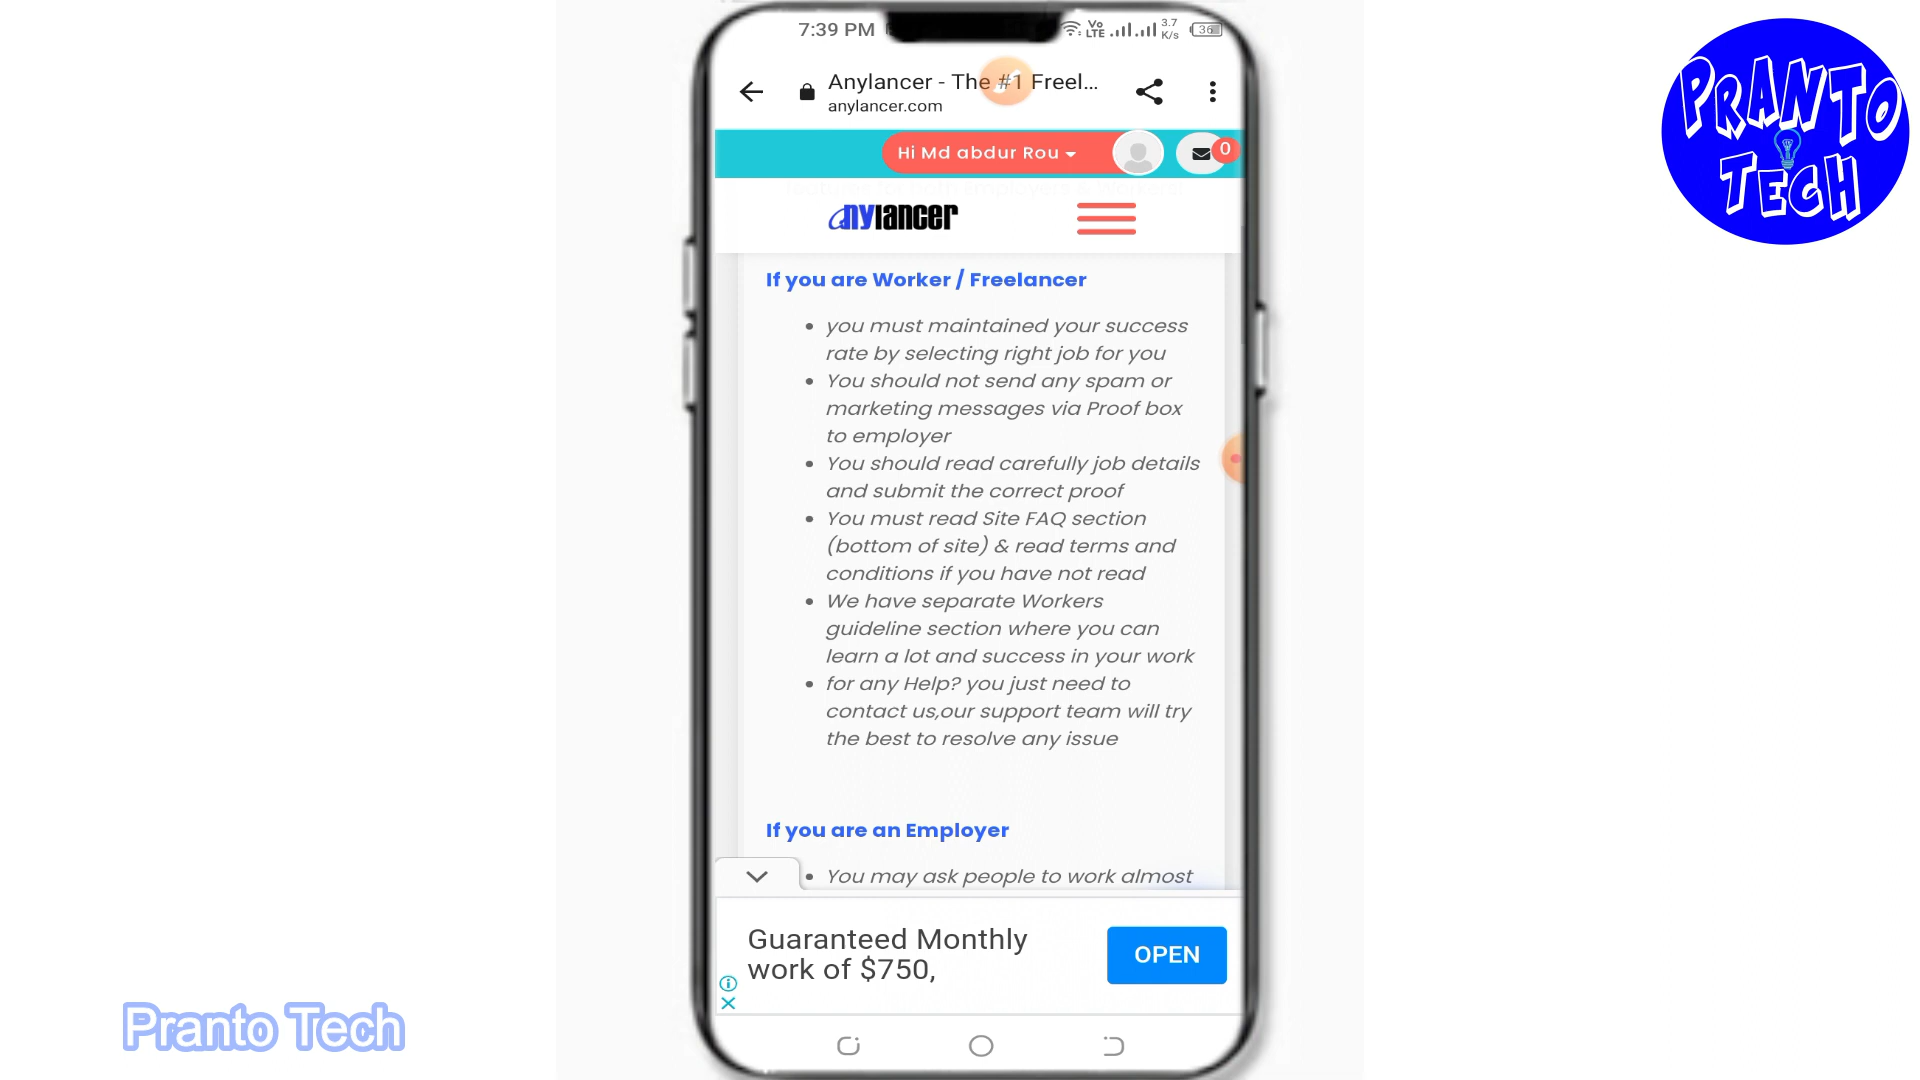 7:39 PM
Vo
LTE
3.7
K/s
36
Anylancer - The #1 Freel...
anylancer.com
Hi Md abdur Rou
0
anylancer
If you are Worker / Freelancer
• you must maintained your success
rate by selecting right job for you
• You should not send any spam or
marketing messages via Proof box
to employer
• You should read carefully job details
and submit the correct proof
• You must read Site FAQ section
(bottom of site) & read terms and
conditions if you have not read
• We have separate Workers
guideline section where you can
learn a lot and success in your work
• for any Help? you just need to
contact us,our support team will try
the best to resolve any issue
If you are an Employer
• You may ask people to work almost
Guaranteed Monthly
work of $750,
OPEN
PRANTO
TECH
Pranto Tech